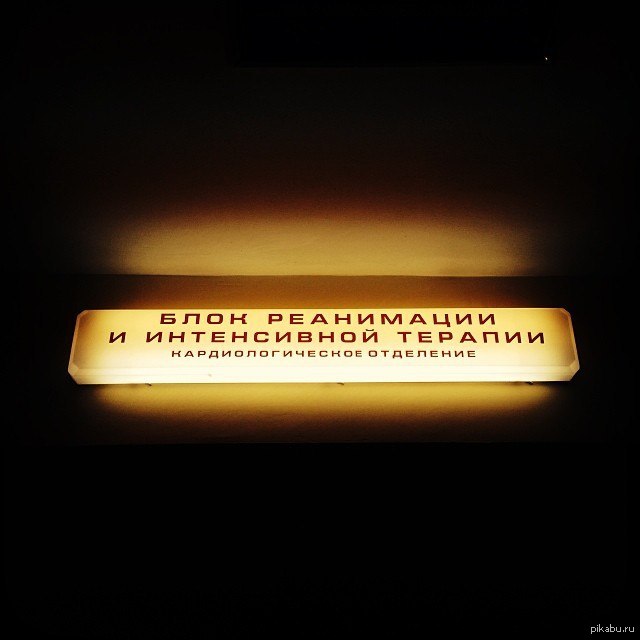 БЛОК РЕАНИМАЦИИ
И ИНТЕНСИВНОЙ ТЕРАПИИ
КАРДИОЛОГИЧЕСКОЕ ОТДЕЛЕНИЕ
pikabu.ru